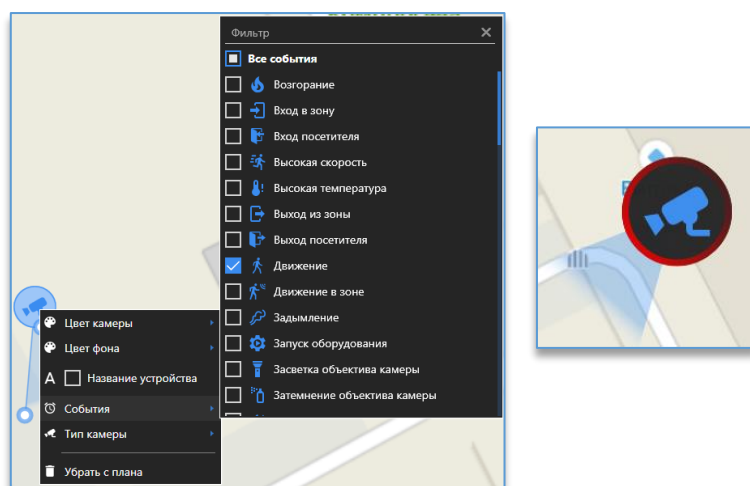 Фильтр
Все события
Возгорание
Вход в зону
Вход посетителя
Высокая скорость
Высокая температура
Выход из зоны
Выход посетителя
Движение
Движение в зоне
Задымление
Запуск оборудования
Засветка объектива камеры
Затемнение объектива камеры
Цвет камеры
Цвет фона
Название устройства
События
Тип камеры
Убрать с плана